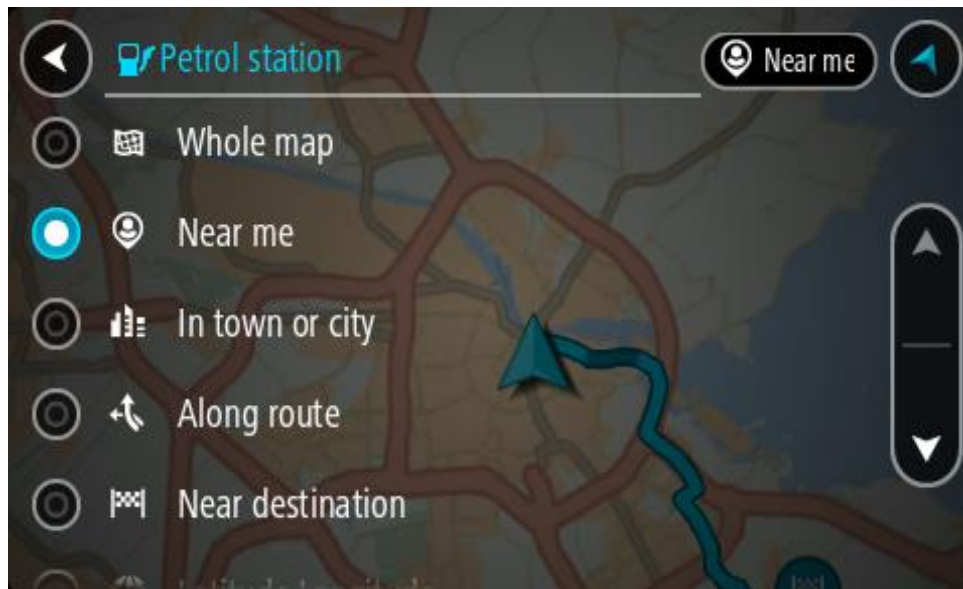 Petrol station
Near me
Whole map
Near me
In town or city
Along route
Near destination